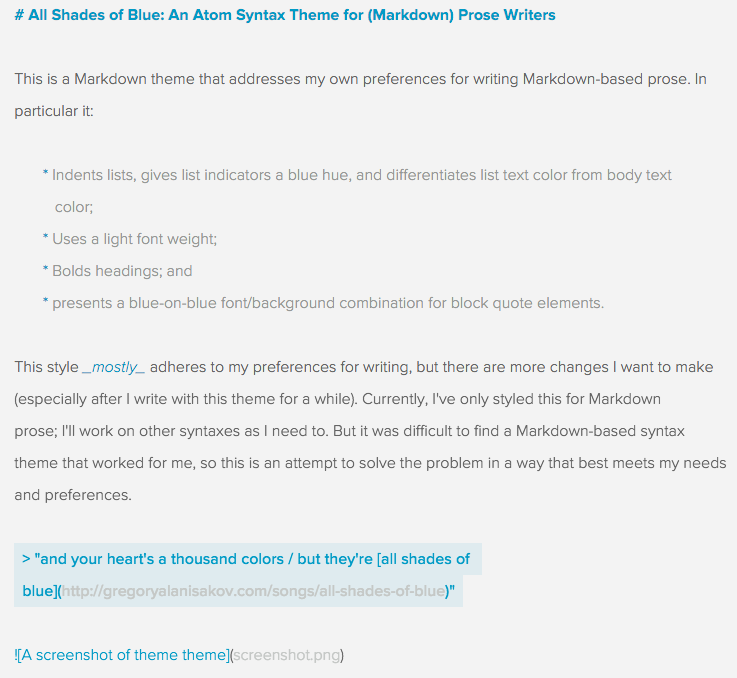 # All Shades of Blue: An Atom Syntax Theme for (Markdown) Prose Writers
This is a Markdown theme that addresses my own preferences for writing Markdown-based prose. In
particular it:
* Indents lists, gives list indicators a blue hue, and differentiates list text color from body text
color;
* Uses a light font weight;
* Bolds headings; and
* presents a blue-on-blue font/background combination for block quote elements.
This style _mostly_ adheres to my preferences for writing, but there are more changes I want to make
(especially after I write with this theme for a while). Currently, I've only styled this for Markdown
prose; I'll work on other syntaxes as I need to. But it was difficult to find a Markdown-based syntax
theme that worked for me, so this is an attempt to solve the problem in a way that best meets my needs
and preferences.
> "and your heart's a thousand colors / but they're [all shades of
blue](http://gregoryalanisakov.com/songs/all-shades-of-blue)"
![A screenshot of theme theme](screenshot.png)